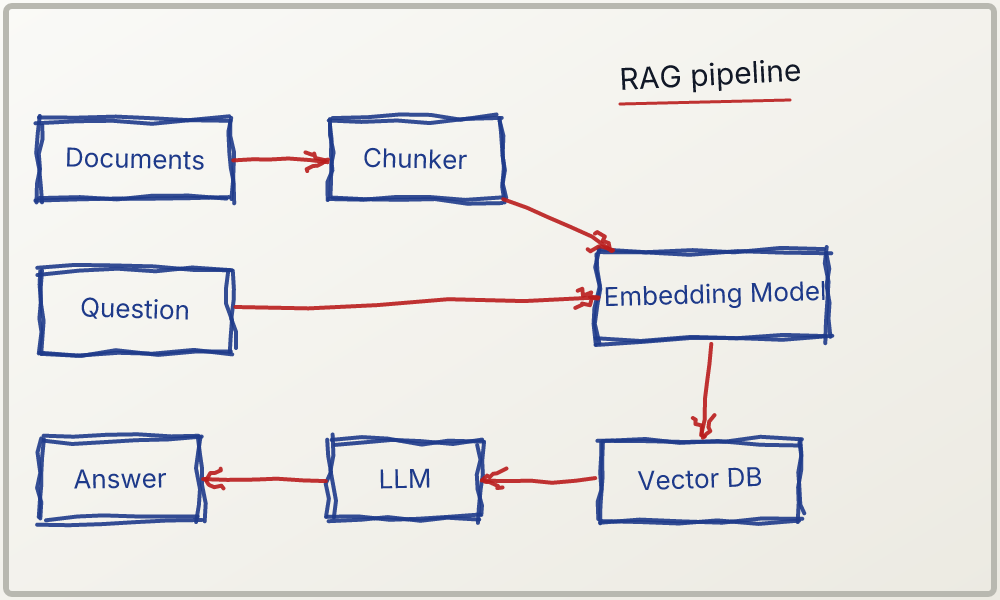 RAG pipeline
Documents
Chunker
Question
Embedding Model
Answer
LLM
Vector DB